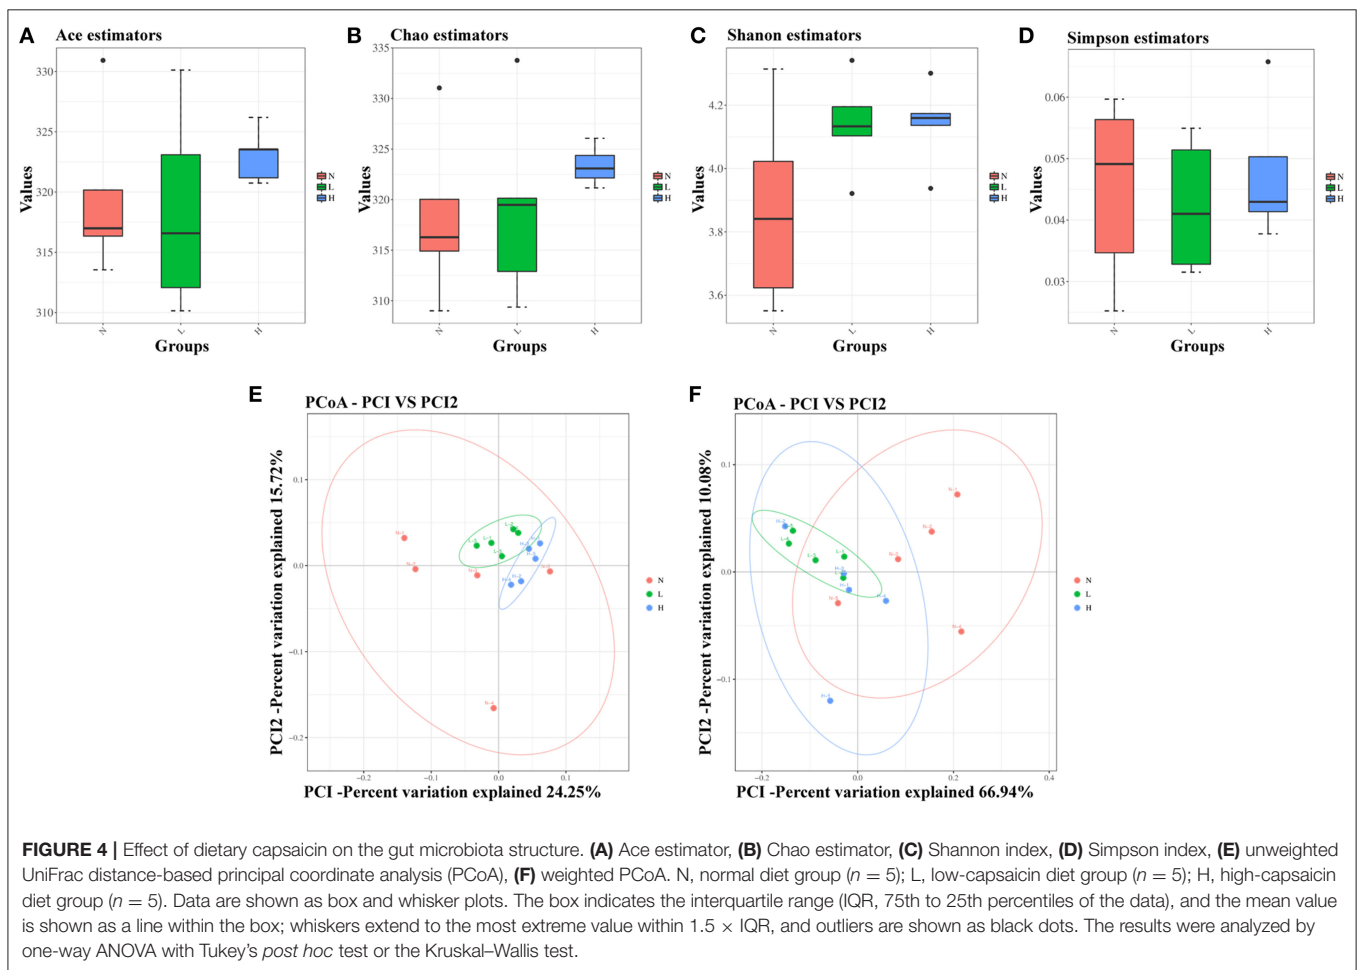 A Ace estimators
330
325
320
315
310
Values
N
L
H
Groups
N
L
H
B Chao estimators
335
330
325
320
315
310
Values
N
L
H
Groups
N
L
H
C Shanon estimators
4.2
4.0
3.8
3.6
Values
N
L
H
Groups
N
L
H
D Simpson estimators
0.06
0.05
0.04
0.03
Values
N
L
H
Groups
N
L
H
E PCoA - PCI VS PCI2
PCI2 -Percent variation explained 15.72%
0.1
0.0
-0.1
-0.2
-0.2 -0.1 0.0 0.1
PCI -Percent variation explained 24.25%
N
L
H
F PCoA - PCI VS PCI2
PCI2 -Percent variation explained 10.08%
0.1
0.0
-0.1
-0.2 0.0 0.2 0.4
PCI -Percent variation explained 66.94%
N
L
H
FIGURE 4 | Effect of dietary capsaicin on the gut microbiota structure. (A) Ace estimator, (B) Chao estimator, (C) Shannon index, (D) Simpson index, (E) unweighted
UniFrac distance-based principal coordinate analysis (PCoA), (F) weighted PCoA. N, normal diet group (n = 5); L, low-capsaicin diet group (n = 5); H, high-capsaicin
diet group (n = 5). Data are shown as box and whisker plots. The box indicates the interquartile range (IQR, 75th to 25th percentiles of the data), and the mean value
is shown as a line within the box; whiskers extend to the most extreme value within 1.5 × IQR, and outliers are shown as black dots. The results were analyzed by
one-way ANOVA with Tukey's post hoc test or the Kruskal–Wallis test.